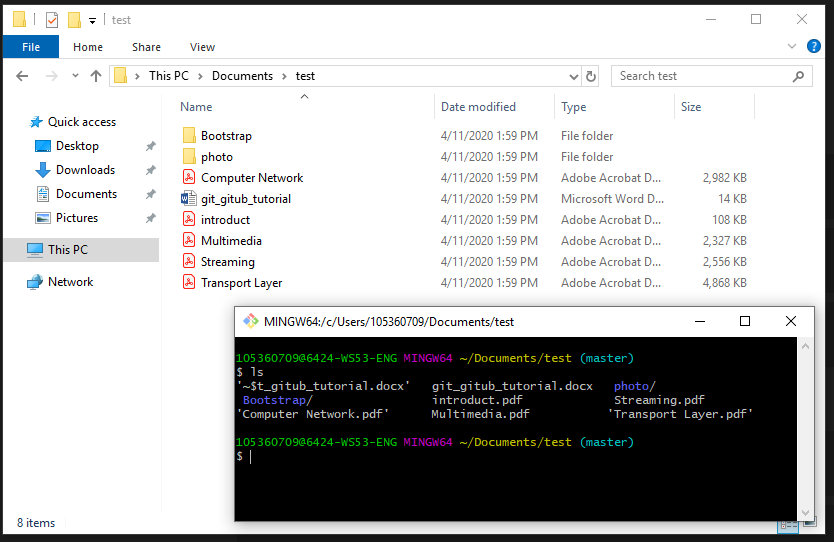 test
File Home Share View
This PC > Documents > test Search test
Name Date modified Type Size
Quick access
Desktop
Downloads
Documents
Pictures
This PC
Network
Bootstrap 4/11/2020 1:59 PM File folder
photo 4/11/2020 1:59 PM File folder
Computer Network 4/11/2020 1:59 PM Adobe Acrobat D... 2,982 KB
git_gitub_tutorial 4/11/2020 1:59 PM Microsoft Word D... 14 KB
introduct 4/11/2020 1:59 PM Adobe Acrobat D... 108 KB
Multimedia 4/11/2020 1:59 PM Adobe Acrobat D... 2,327 KB
Streaming 4/11/2020 1:59 PM Adobe Acrobat D... 2,556 KB
Transport Layer 4/11/2020 1:59 PM Adobe Acrobat D... 4,868 KB
MINGW64:/c/Users/105360709/Documents/test
105360709@6424-WS53-ENG MINGW64 ~/Documents/test (master)
$ ls
'~$t_gitub_tutorial.docx' git_gitub_tutorial.docx photo/
Bootstrap/ introduct.pdf Streaming.pdf
'Computer Network.pdf' Multimedia.pdf 'Transport Layer.pdf'
105360709@6424-WS53-ENG MINGW64 ~/Documents/test (master)
$
8 items